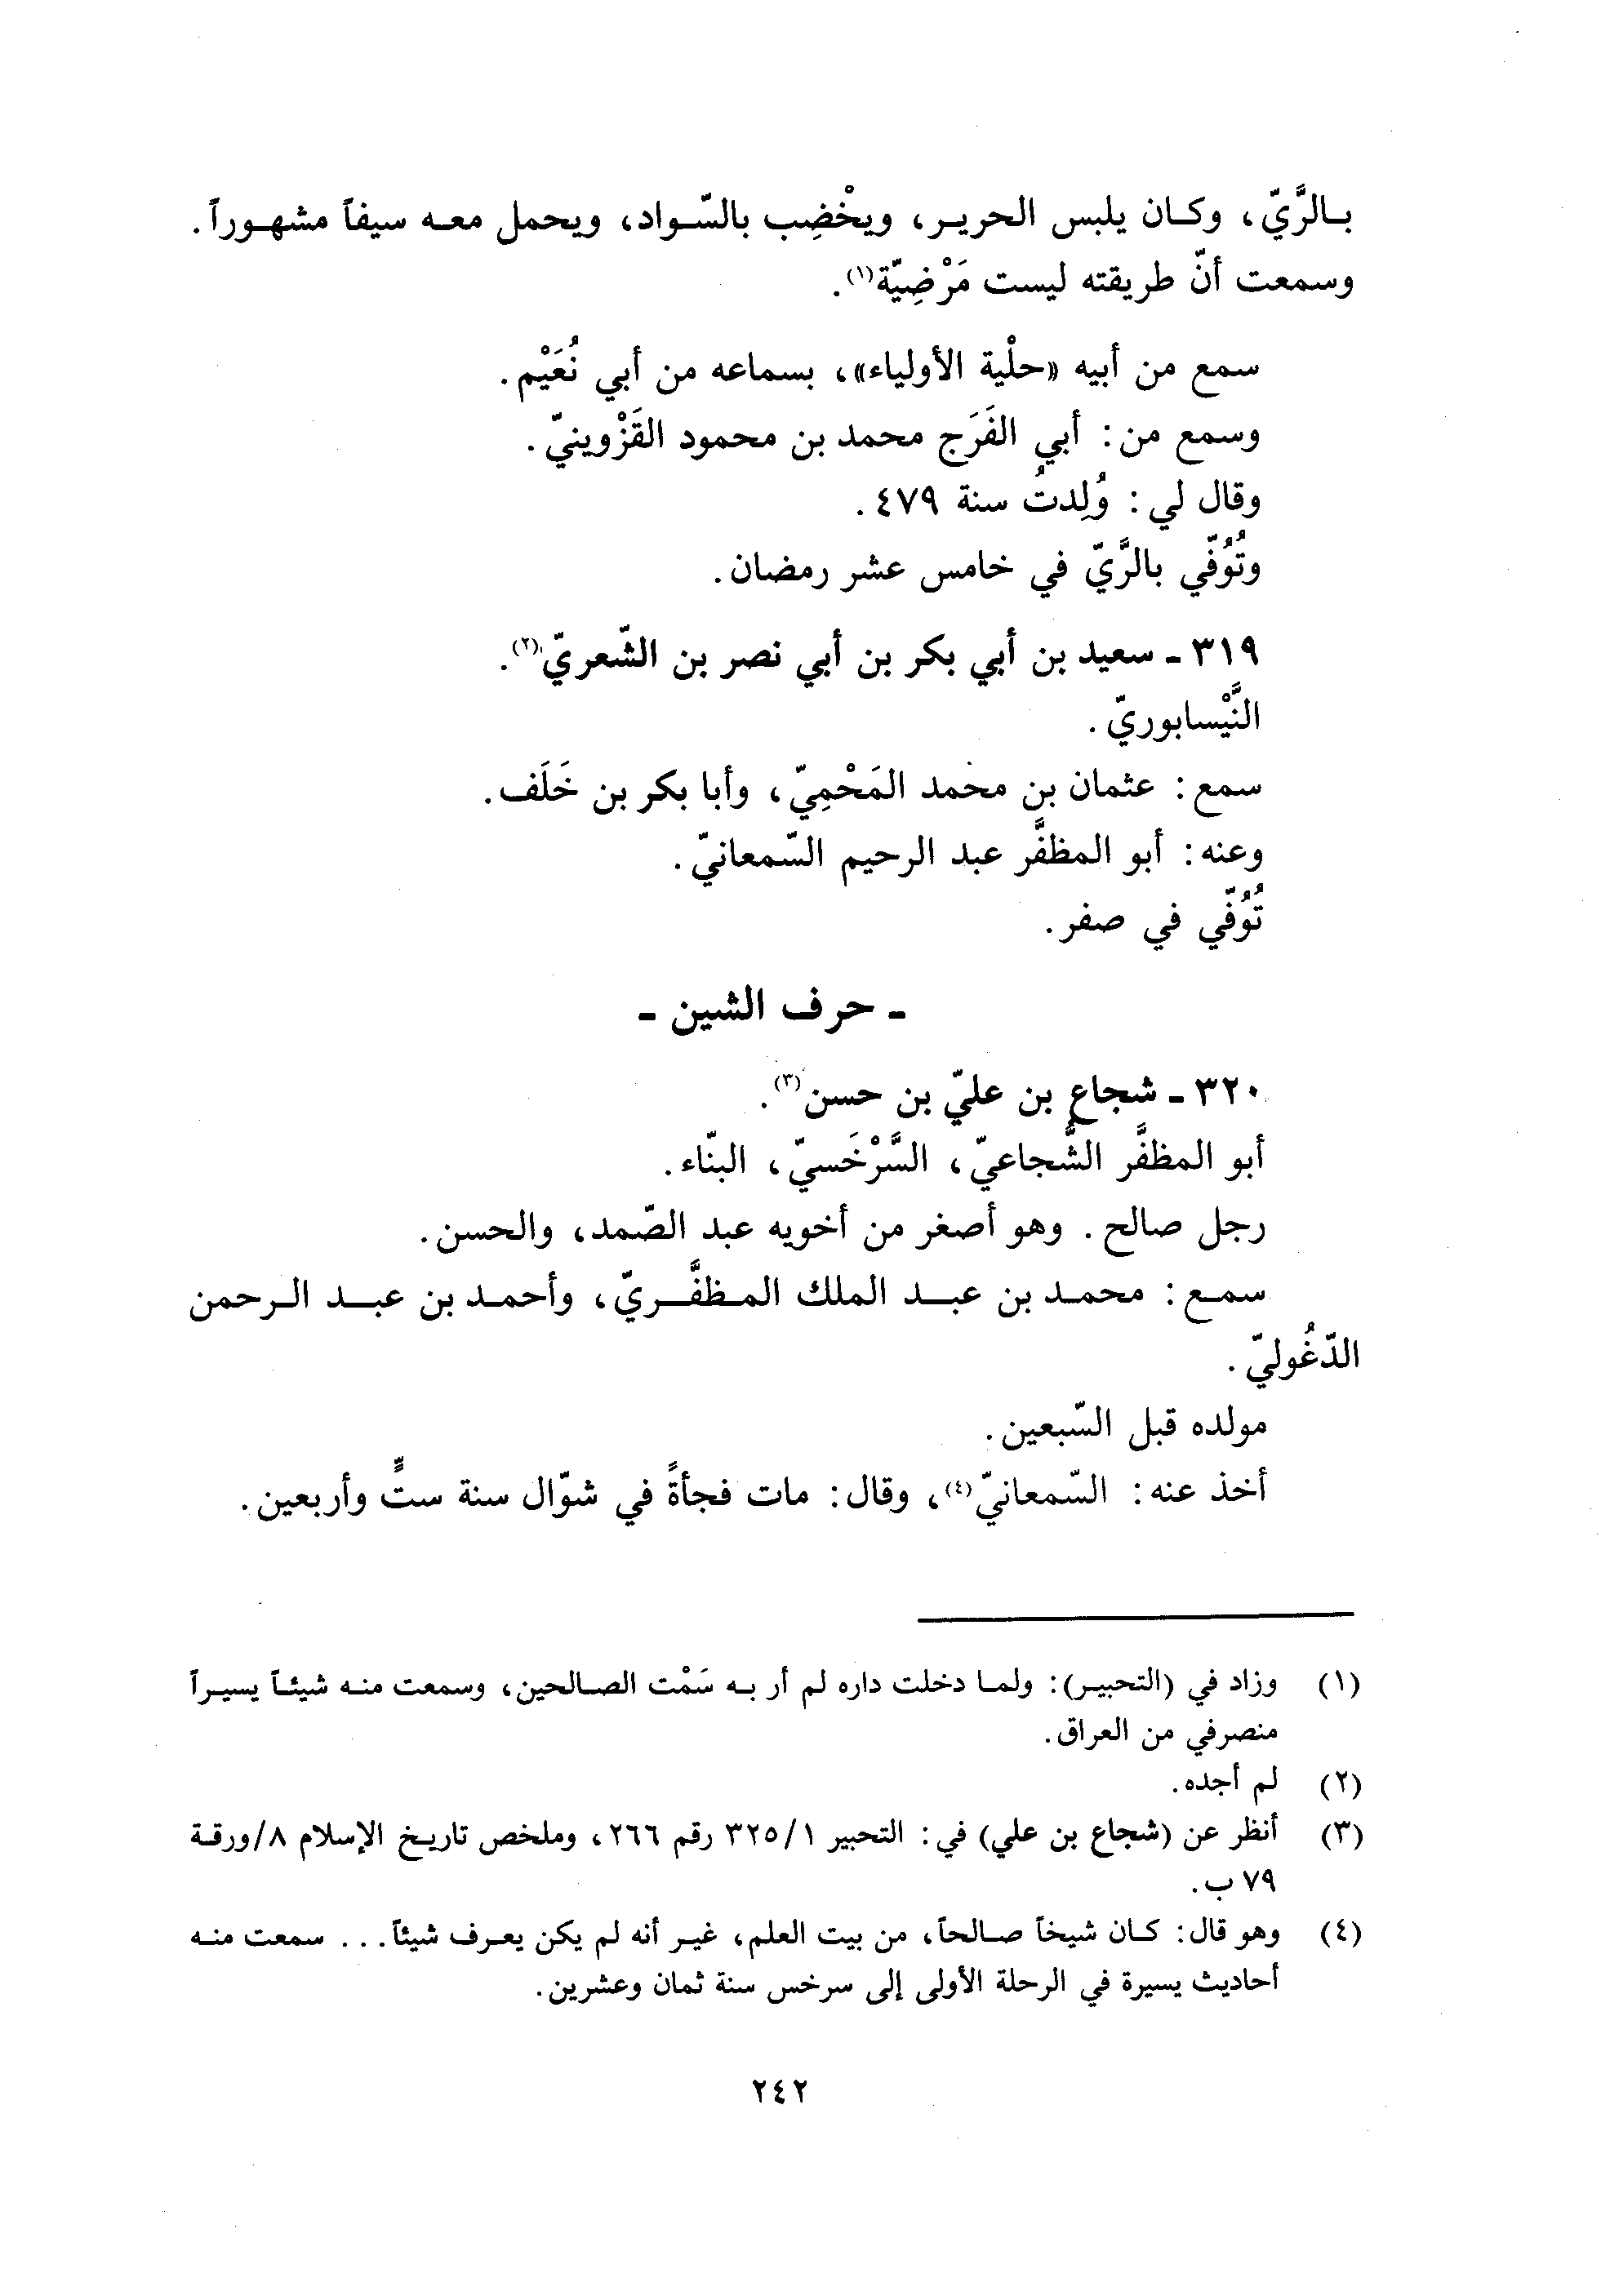 بالرَّيّ، وكان يلبس الحرير، ويخْضِب بالسّواد، ويحمل معه سيفاً مشهوراً.
وسمعت أنّ طريقته ليست مَرْضِيّة(١).
سمع من أبيه «حلْية الأولياء»، بسماعه من أبي نُعَيْم.
وسمع من: أبي الفَرَج محمد بن محمود القَزْوينيّ.
وقال لي: وُلِدتُ سنة ٤٧٩.
وتُوُفّي بالرَّيّ في خامس عشر رمضان.
٣١٩ ـ سعيد بن أبي بكر بن أبي نصر بن الشّعريّ(٢).
النَّيْسابوريّ.
سمع: عثمان بن محمد المَحْمِيّ، وأبا بكر بن خَلَف.
وعنه: أبو المظفَّر عبد الرحيم السّمعانيّ.
تُوُفّي في صفر.
ـ حرف الشين ـ
٣٢٠ ـ شجاع بن عليّ بن حسن(٣).
أبو المظفَّر الشُّجاعيّ، السَّرْخَسيّ، البنّاء.
رجل صالح. وهو أصغر من أخويه عبد الصّمد، والحسن.
سمع: محمد بن عبد الملك المظفَّريّ، وأحمد بن عبد الرحمن
الدّغُوليّ.
مولده قبل السّبعين.
أخذ عنه: السّمعانيّ(٤)، وقال: مات فجأةً في شوّال سنة ستٍّ وأربعين.
(١) وزاد في (التحبير): ولما دخلت داره لم أر به سَمْت الصالحين، وسمعت منه شيئاً يسيراً
منصرفي من العراق.
(٢) لم أجده.
(٣) أنظر عن (شجاع بن علي) في: التحبير ١/٣٢٥ رقم ٢٦٦، وملخص تاريخ الإسلام ٨/ورقة
٧٩ ب.
(٤) وهو قال: كان شيخاً صالحاً، من بيت العلم، غير أنه لم يكن يعرف شيئاً... سمعت منه
أحاديث يسيرة في الرحلة الأولى إلى سرخس سنة ثمان وعشرين.
٢٤٢